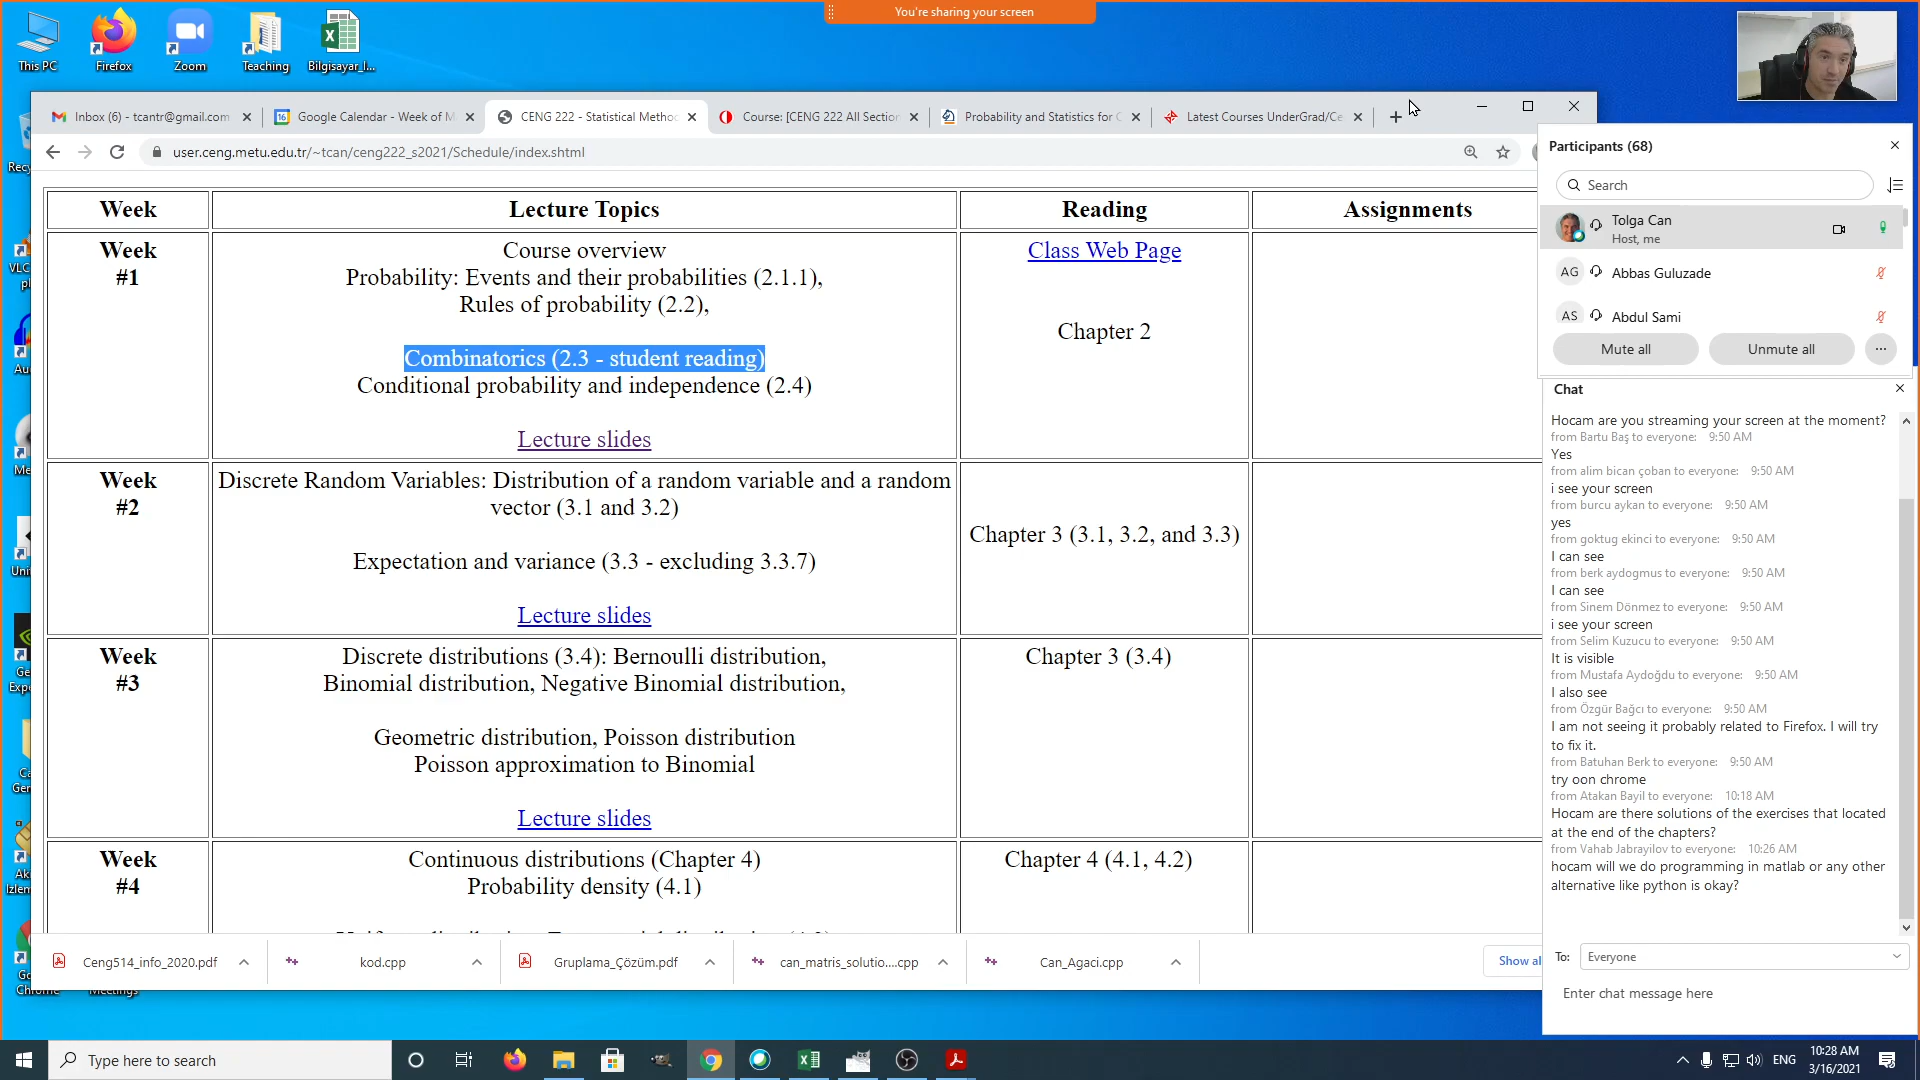 You're sharing your screen
This PC
Firefox
Zoom
Teaching
Bilgisayar_I...
Inbox (6) - tcantr@gmail.com
Google Calendar - Week of M
CENG 222 - Statistical Metho
Course: [CENG 222 All Section
Probability and Statistics for C
Latest Courses UnderGrad/Ce
user.ceng.metu.edu.tr/~tcan/ceng222_s2021/Schedule/index.shtml
Week
Lecture Topics
Reading
Assignments
Week
#1
Course overview
Probability: Events and their probabilities (2.1.1),
Rules of probability (2.2),
Combinatorics (2.3 - student reading)
Conditional probability and independence (2.4)
Lecture slides
Class Web Page
Chapter 2
Week
#2
Discrete Random Variables: Distribution of a random variable and a random
vector (3.1 and 3.2)
Expectation and variance (3.3 - excluding 3.3.7)
Lecture slides
Chapter 3 (3.1, 3.2, and 3.3)
Week
#3
Discrete distributions (3.4): Bernoulli distribution,
Binomial distribution, Negative Binomial distribution,
Geometric distribution, Poisson distribution
Poisson approximation to Binomial
Lecture slides
Chapter 3 (3.4)
Week
#4
Continuous distributions (Chapter 4)
Probability density (4.1)
Chapter 4 (4.1, 4.2)
Ceng514_info_2020.pdf
kod.cpp
Gruplama_Çözüm.pdf
can_matris_solutio....cpp
Can_Agaci.cpp
Show al
Participants (68)
Search
Tolga Can
Host, me
AG
Abbas Guluzade
AS
Abdul Sami
Mute all
Unmute all
Chat
Hocam are you streaming your screen at the moment?
from Bartu Baş to everyone: 9:50 AM
Yes
from alim bican çoban to everyone: 9:50 AM
i see your screen
from burcu aykan to everyone: 9:50 AM
yes
from goktug ekinci to everyone: 9:50 AM
I can see
from berk aydogmus to everyone: 9:50 AM
I can see
from Sinem Dönmez to everyone: 9:50 AM
i see your screen
from Selim Kuzucu to everyone: 9:50 AM
It is visible
from Mustafa Aydoğdu to everyone: 9:50 AM
I also see
from Özgür Bağcı to everyone: 9:50 AM
I am not seeing it probably related to Firefox. I will try
to fix it.
from Batuhan Berk to everyone: 9:50 AM
try oon chrome
from Atakan Bayil to everyone: 10:18 AM
Hocam are there solutions of the exercises that located
at the end of the chapters?
from Vahab Jabrayilov to everyone: 10:26 AM
hocam will we do programming in matlab or any other
alternative like python is okay?
To:
Everyone
Enter chat message here
Type here to search
ENG
10:28 AM
3/16/2021